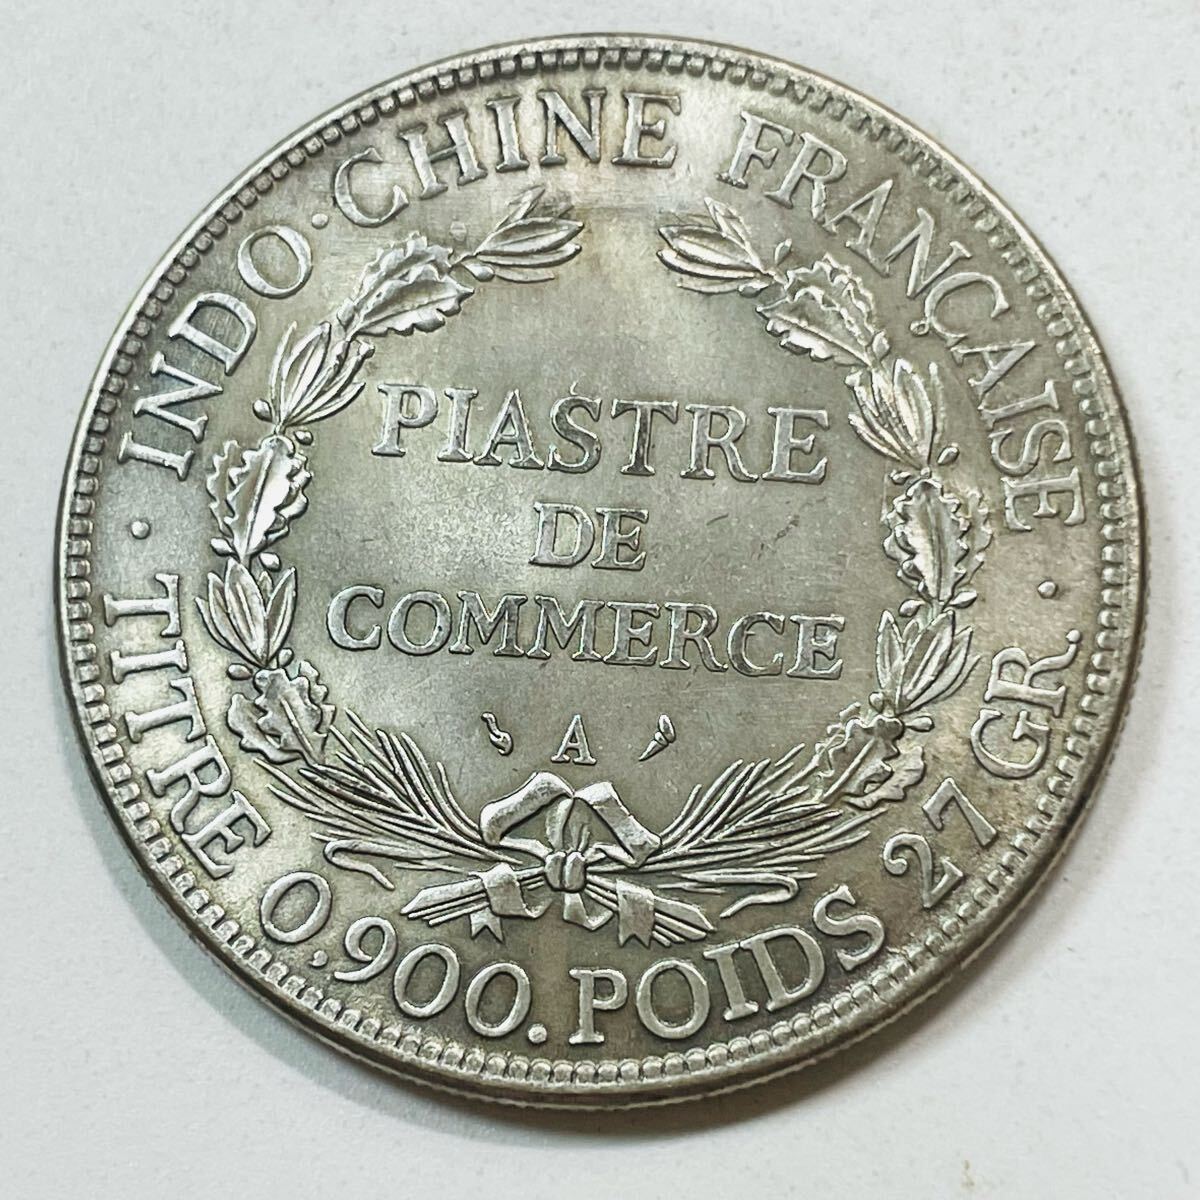 INDO·CHINE FRANÇAISE
PIASTRE
DE
COMMERCE
A
· TITRE 0,900. POIDS 27 GR. ·